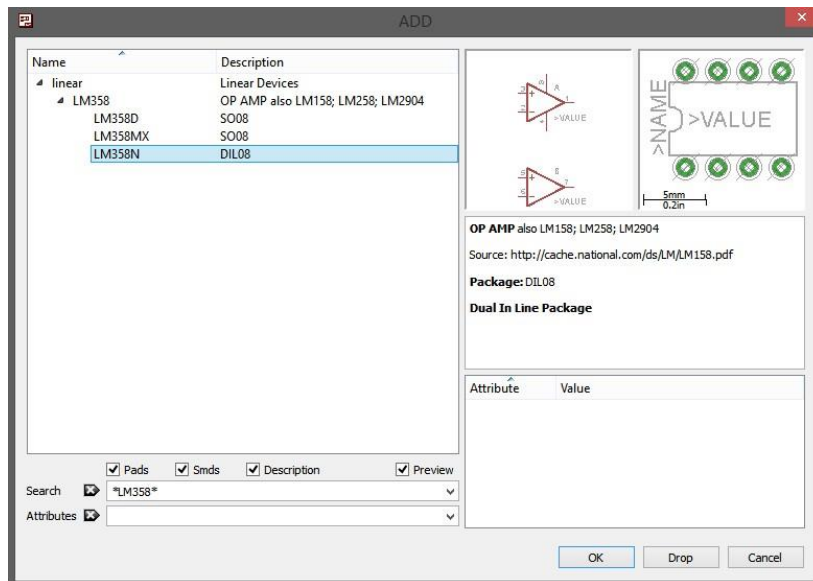 ADD
Name Description
linear Linear Devices
LM358 OP AMP also LM158; LM258; LM2904
LM358D SO08
LM358MX SO08
LM358N DIL08
A
>VALUE
>VALUE
>NAME
>VALUE
5mm
0.2in
OP AMP also LM158; LM258; LM2904
Source: http://cache.national.com/ds/LM/LM158.pdf
Package: DIL08
Dual In Line Package
Attribute Value
Pads Smds Description Preview
Search *LM358*
Attributes
OK Drop Cancel